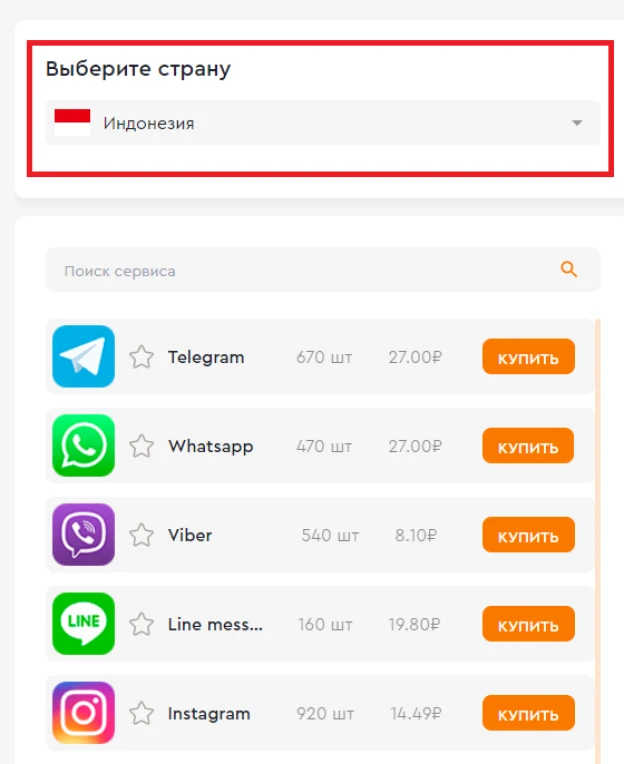 Выберите страну
Индонезия
Поиск сервиса
Telegram 670 шт 27.00₽ КУПИТЬ
Whatsapp 470 шт 27.00₽ КУПИТЬ
Viber 540 шт 8.10₽ КУПИТЬ
LINE Line mess... 160 шт 19.80₽ КУПИТЬ
Instagram 920 шт 14.49₽ КУПИТЬ